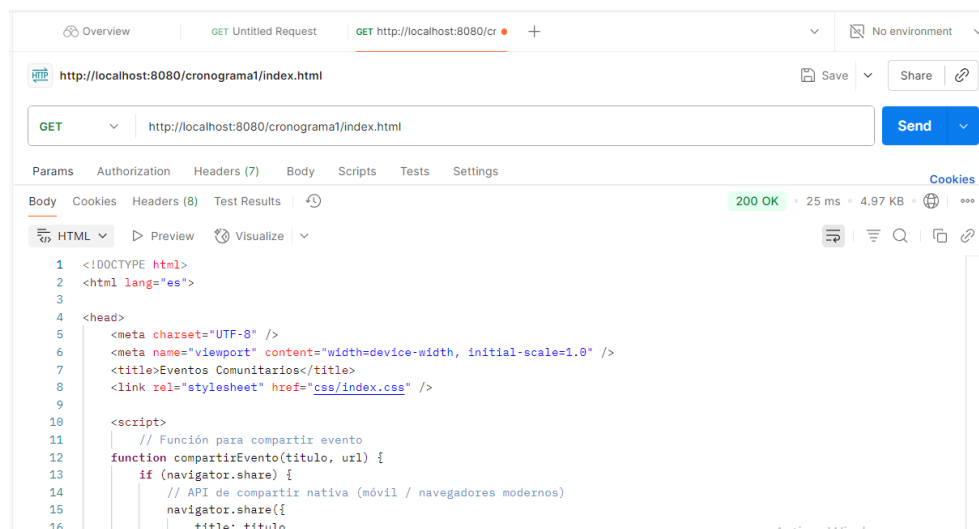 Overview GET Untitled Request GET http://localhost:8080/cr No environment
HTTP http://localhost:8080/cronograma1/index.html Save Share
GET http://localhost:8080/cronograma1/index.html Send
Params Authorization Headers (7) Body Scripts Tests Settings
Cookies
Body Cookies Headers (8) Test Results 200 OK 25 ms 4.97 KB
HTML Preview Visualize
1 <!DOCTYPE html>
2 <html lang="es">
3
4 <head>
5 <meta charset="UTF-8" />
6 <meta name="viewport" content="width=device-width, initial-scale=1.0" />
7 <title>Eventos Comunitarios</title>
8 <link rel="stylesheet" href="css/index.css" />
9
10 <script>
11 // Función para compartir evento
12 function compartirEvento(titulo, url) {
13 if (navigator.share) {
14 // API de compartir nativa (móvil / navegadores modernos)
15 navigator.share({
16 title: titulo